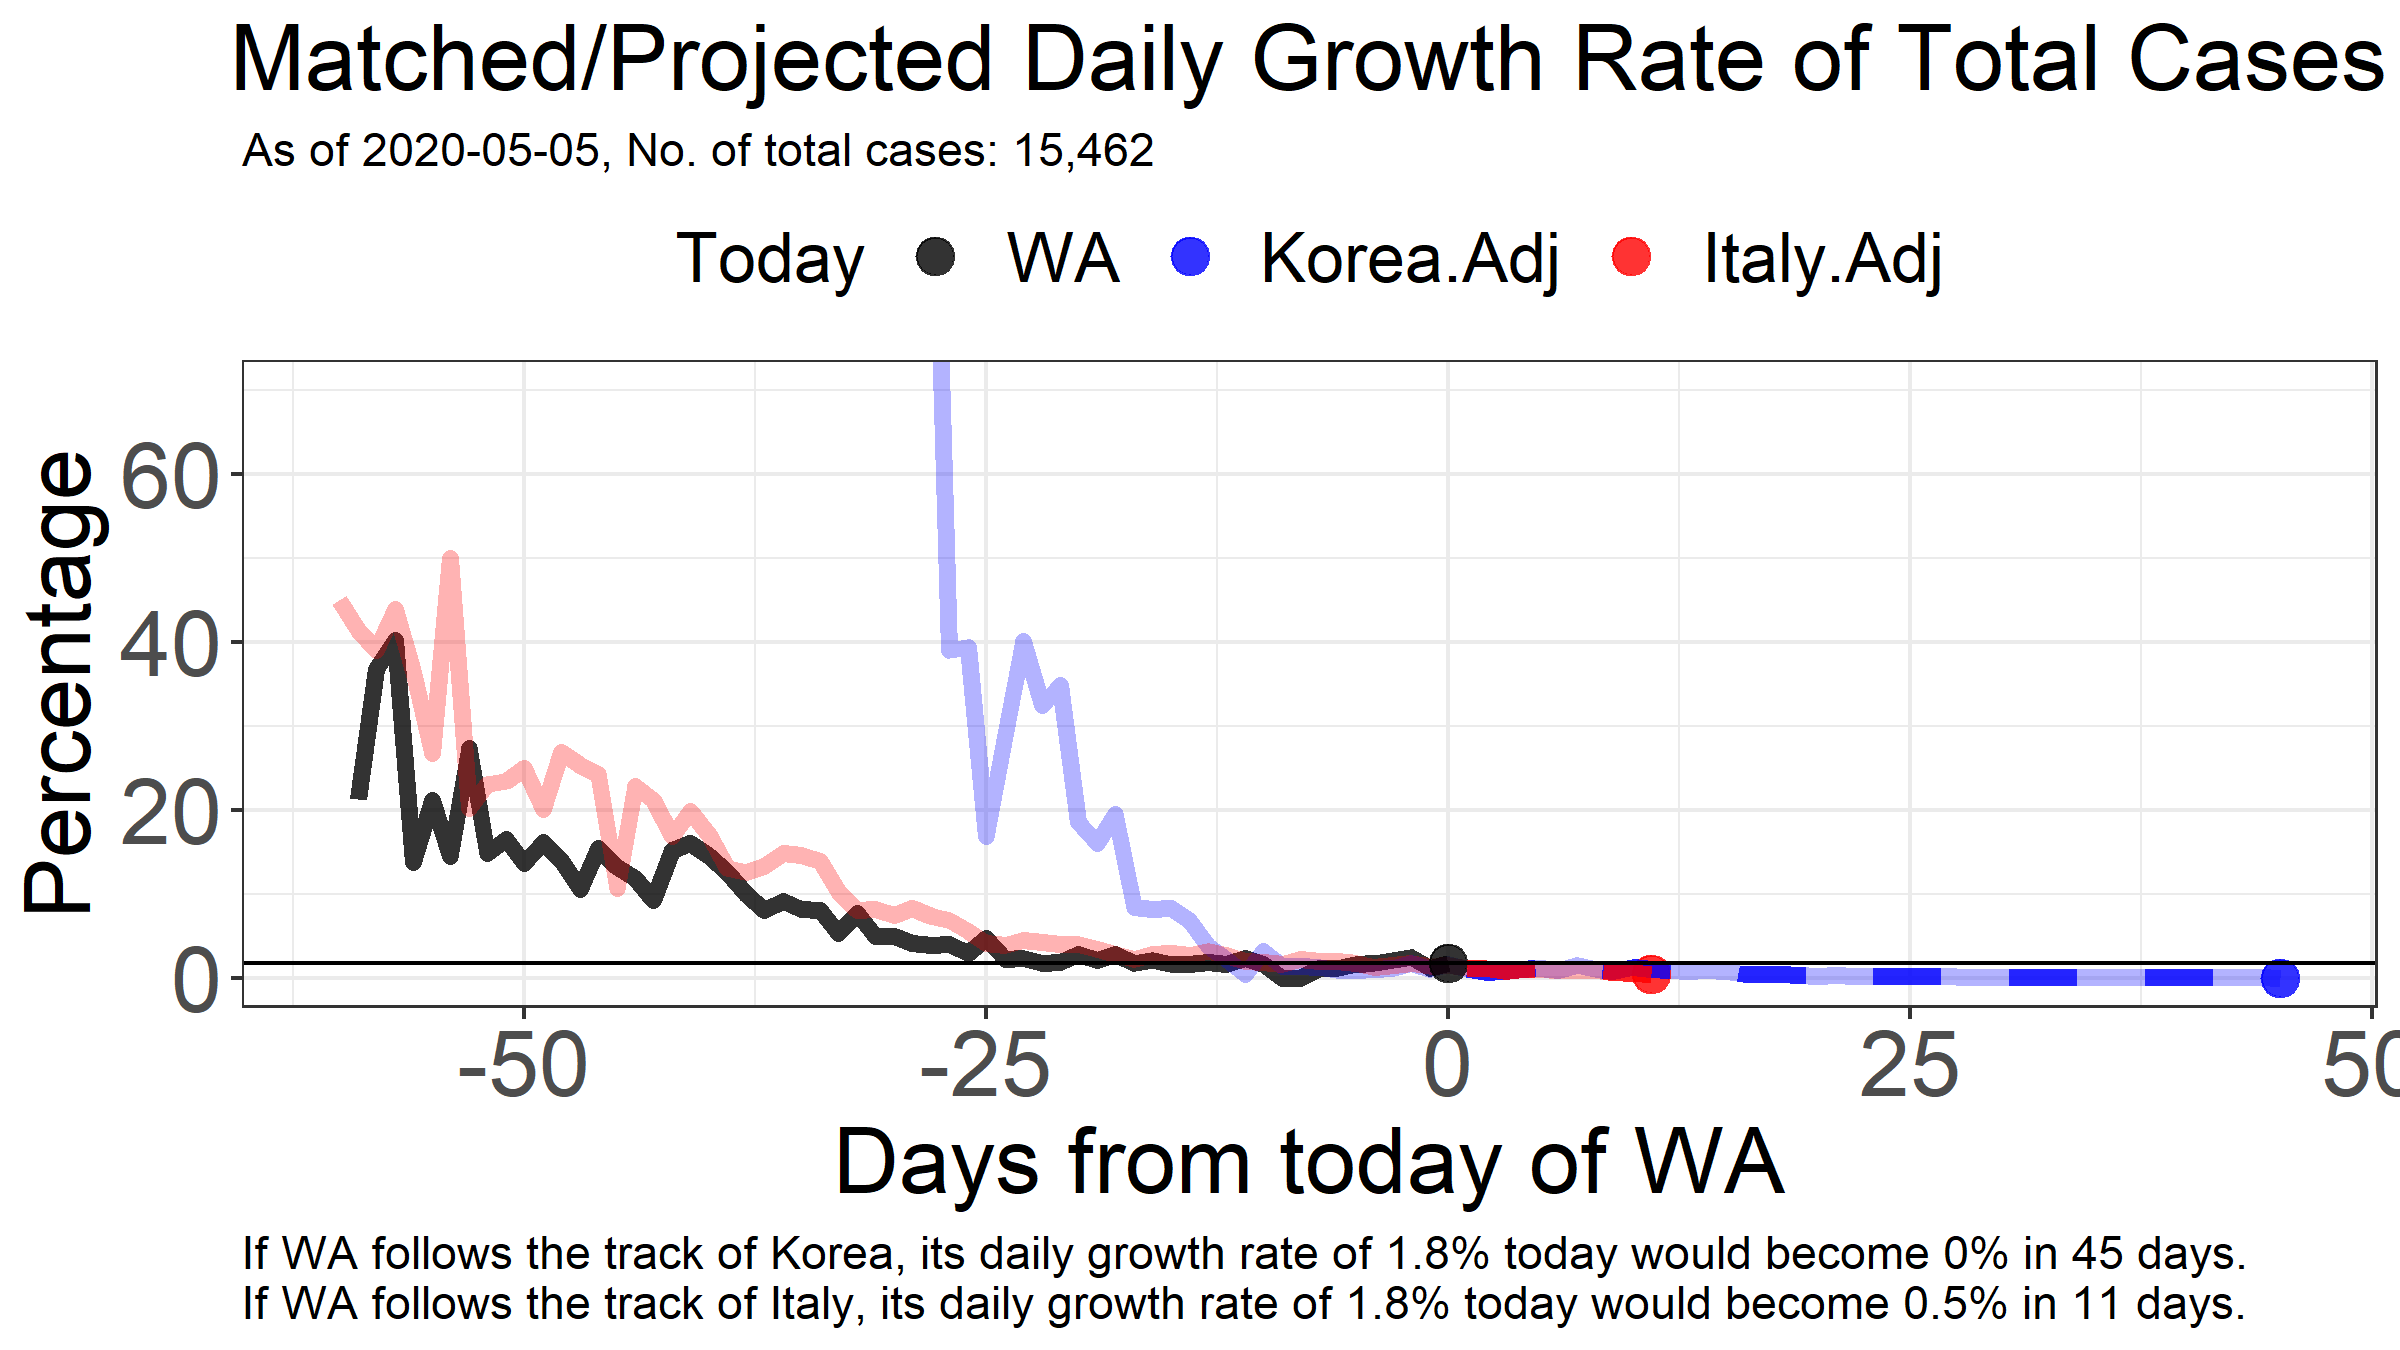 Matched/Projected Daily Growth Rate of Total Cases
As of 2020-05-05, No. of total cases: 15,462
Today WA Korea.Adj Italy.Adj
Percentage
60
40
20
0
-50 -25 0 25 50
Days from today of WA
If WA follows the track of Korea, its daily growth rate of 1.8% today would become 0% in 45 days.
If WA follows the track of Italy, its daily growth rate of 1.8% today would become 0.5% in 11 days.